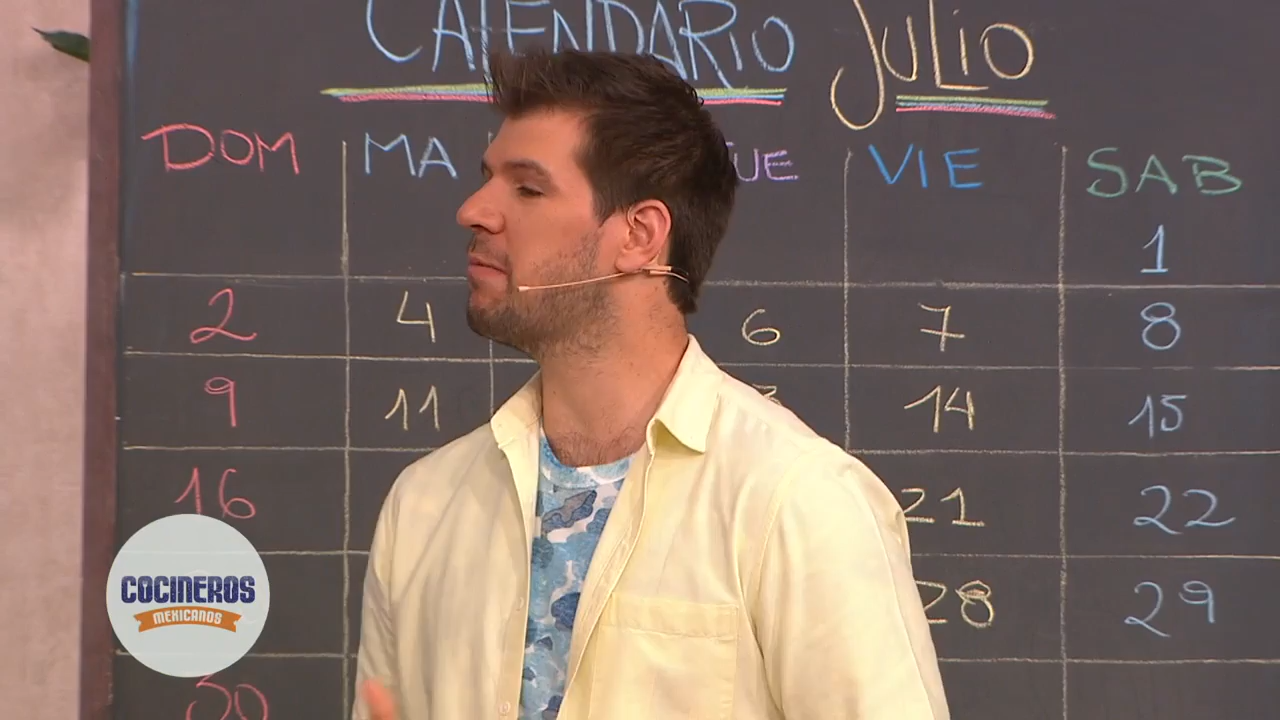 CALENDARIO JULIO
DOM MA UE VIE SAB
1
2 4 6 7 8
9 11 14 15
16 21 22
28 29
30
COCINEROS
MEXICANOS